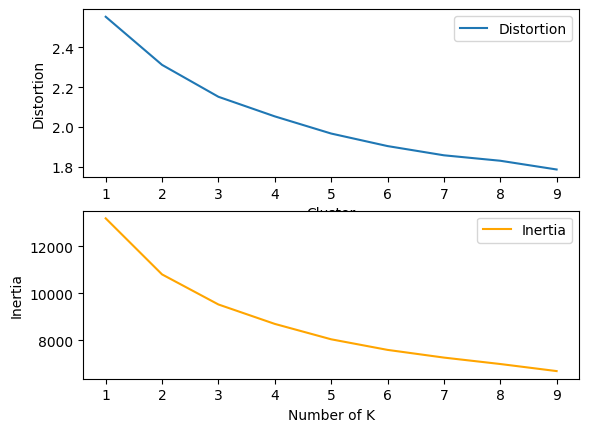 Distortion
2.4
2.2
2.0
1.8
Distortion
1 2 3 4 5 6 7 8 9
Cluster
Inertia
12000
10000
8000
Inertia
1 2 3 4 5 6 7 8 9
Number of K